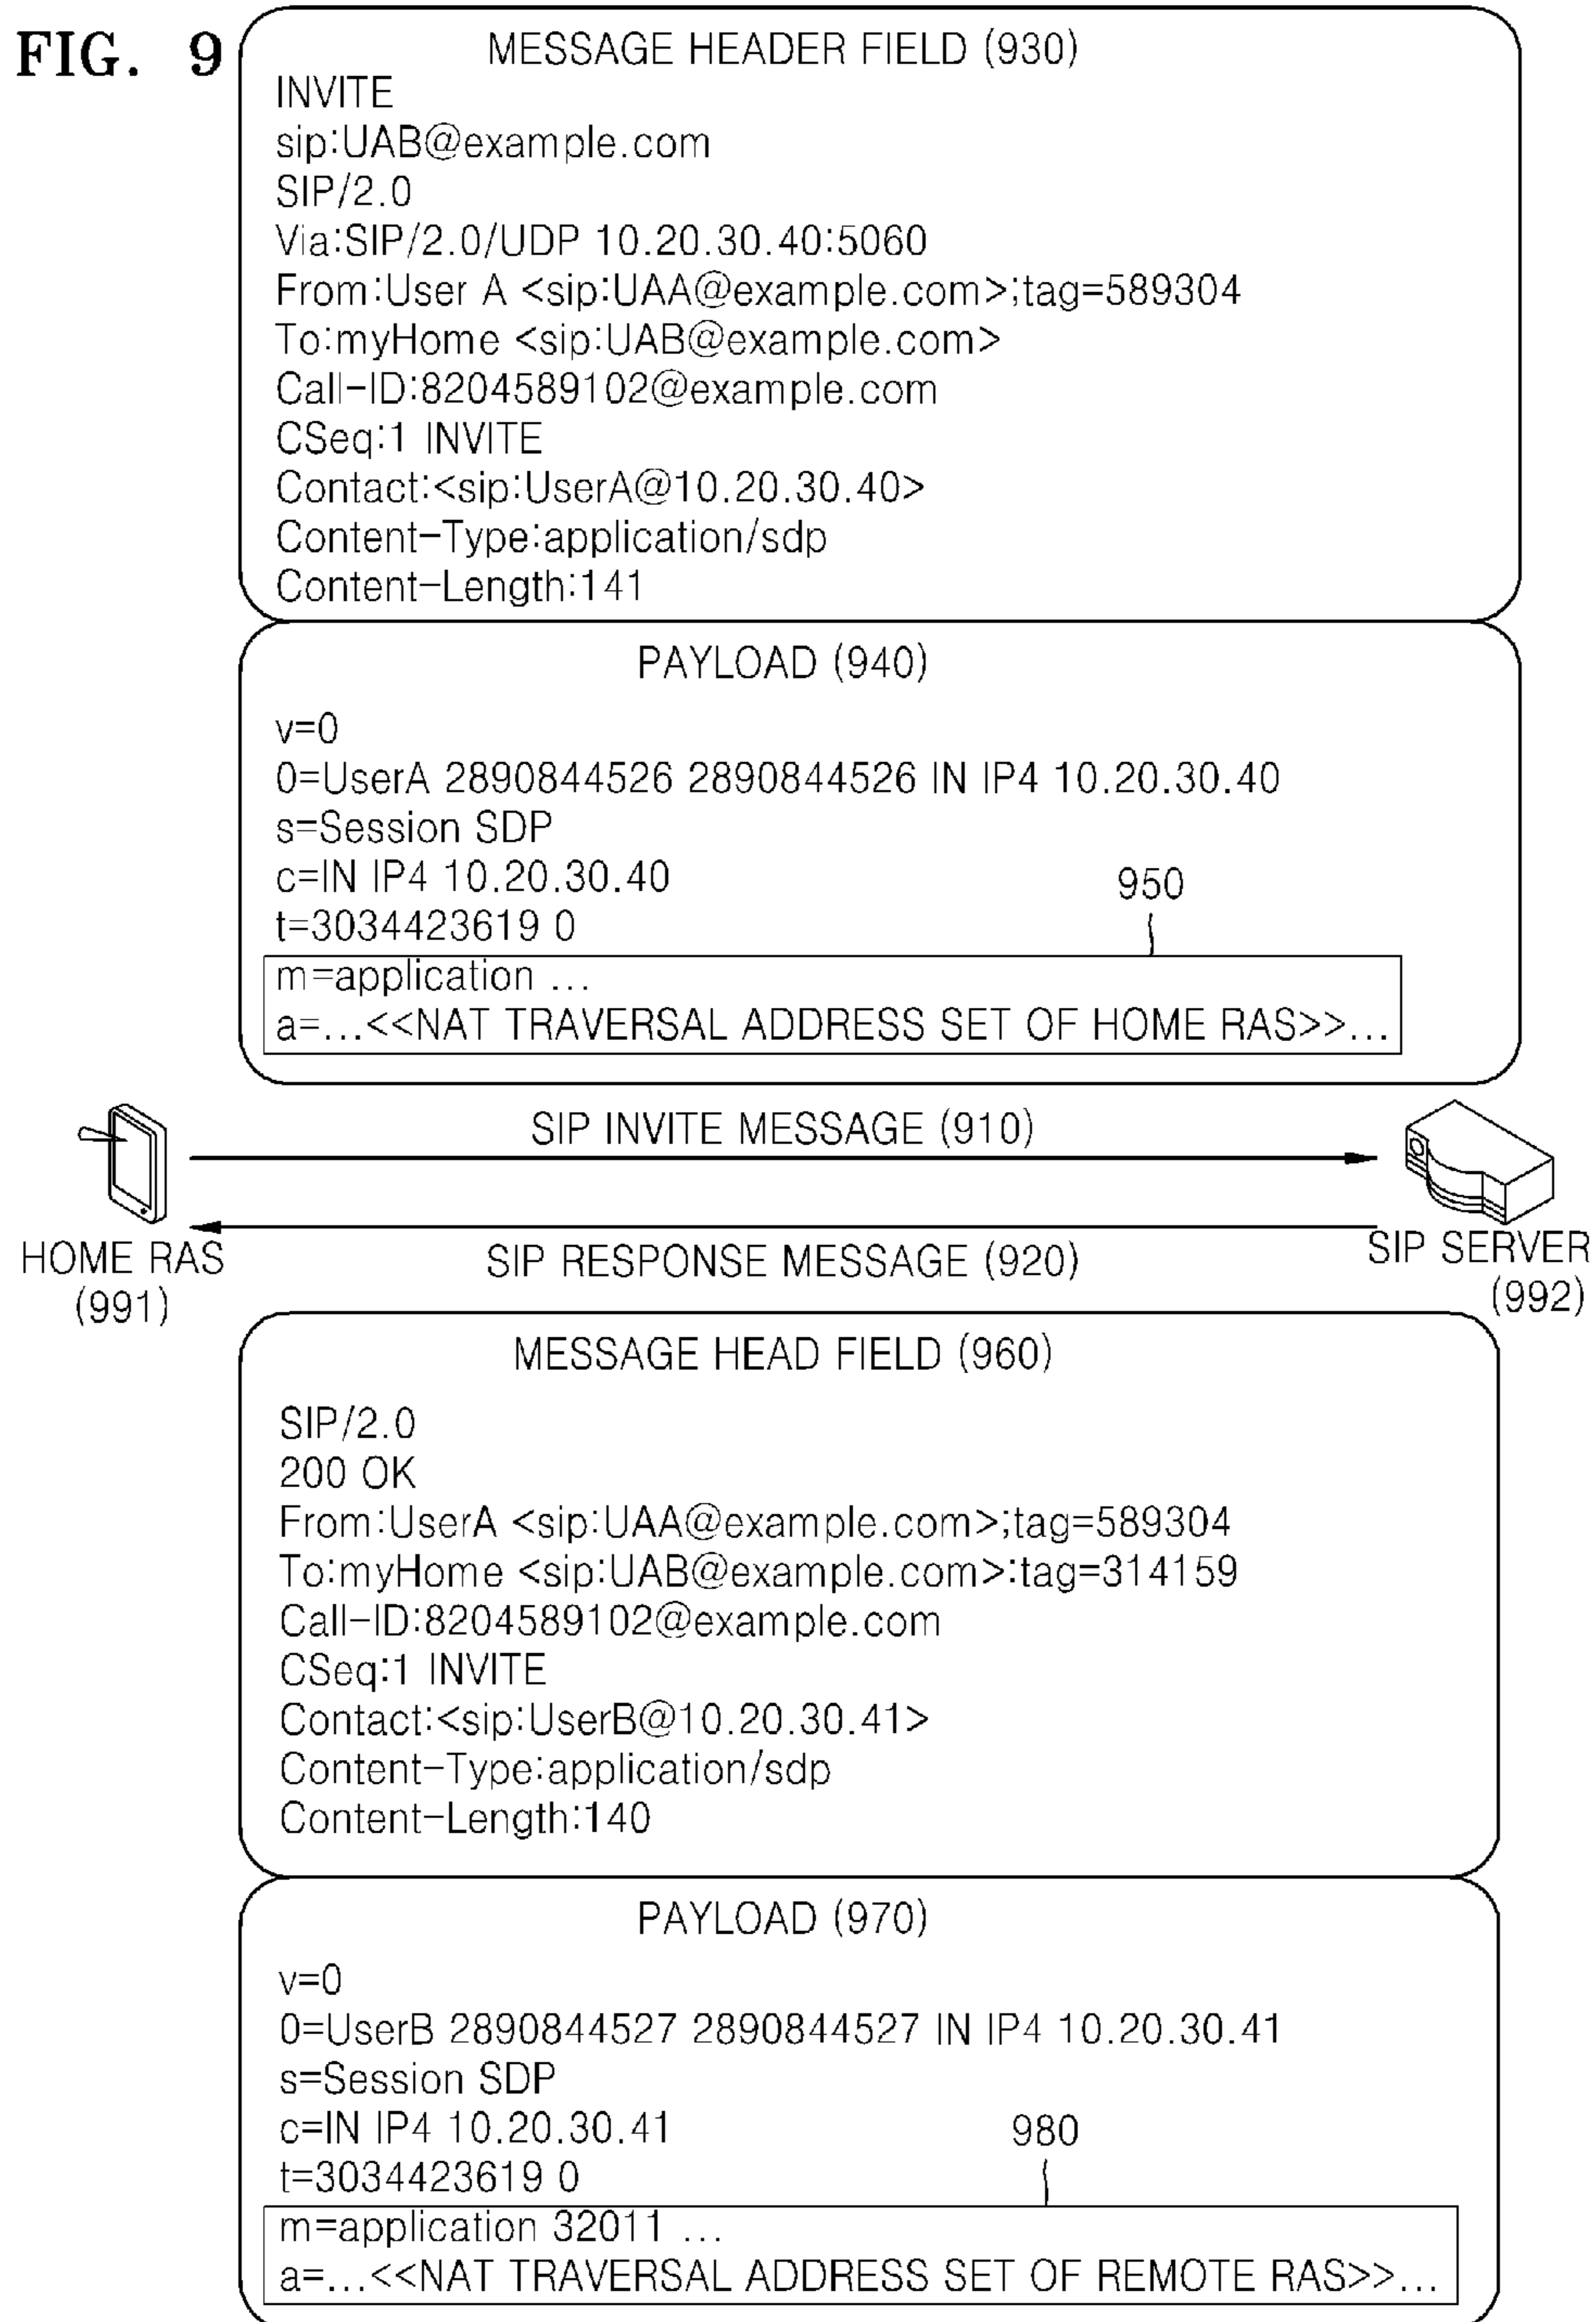 FIG. 9
MESSAGE HEADER FIELD (930)
INVITE
sip:UAB@example.com
SIP/2.0
Via:SIP/2.0/UDP 10.20.30.40:5060
From:User A <sip:UAA@example.com>;tag=589304
To:myHome <sip:UAB@example.com>
Call-ID:8204589102@example.com
CSeq:1 INVITE
Contact:<sip:UserA@10.20.30.40>
Content-Type:application/sdp
Content-Length:141
PAYLOAD (940)
v=0
0=UserA 2890844526 2890844526 IN IP4 10.20.30.40
s=Session SDP
c=IN IP4 10.20.30.40
t=3034423619 0
950
m=application ...
a=...<<NAT TRAVERSAL ADDRESS SET OF HOME RAS>>...
SIP INVITE MESSAGE (910)
HOME RAS
(991)
SIP RESPONSE MESSAGE (920)
SIP SERVER
(992)
MESSAGE HEAD FIELD (960)
SIP/2.0
200 OK
From:UserA <sip:UAA@example.com>;tag=589304
To:myHome <sip:UAB@example.com>:tag=314159
Call-ID:8204589102@example.com
CSeq:1 INVITE
Contact:<sip:UserB@10.20.30.41>
Content-Type:application/sdp
Content-Length:140
PAYLOAD (970)
v=0
0=UserB 2890844527 2890844527 IN IP4 10.20.30.41
s=Session SDP
c=IN IP4 10.20.30.41
t=3034423619 0
980
m=application 32011 ...
a=...<<NAT TRAVERSAL ADDRESS SET OF REMOTE RAS>>...